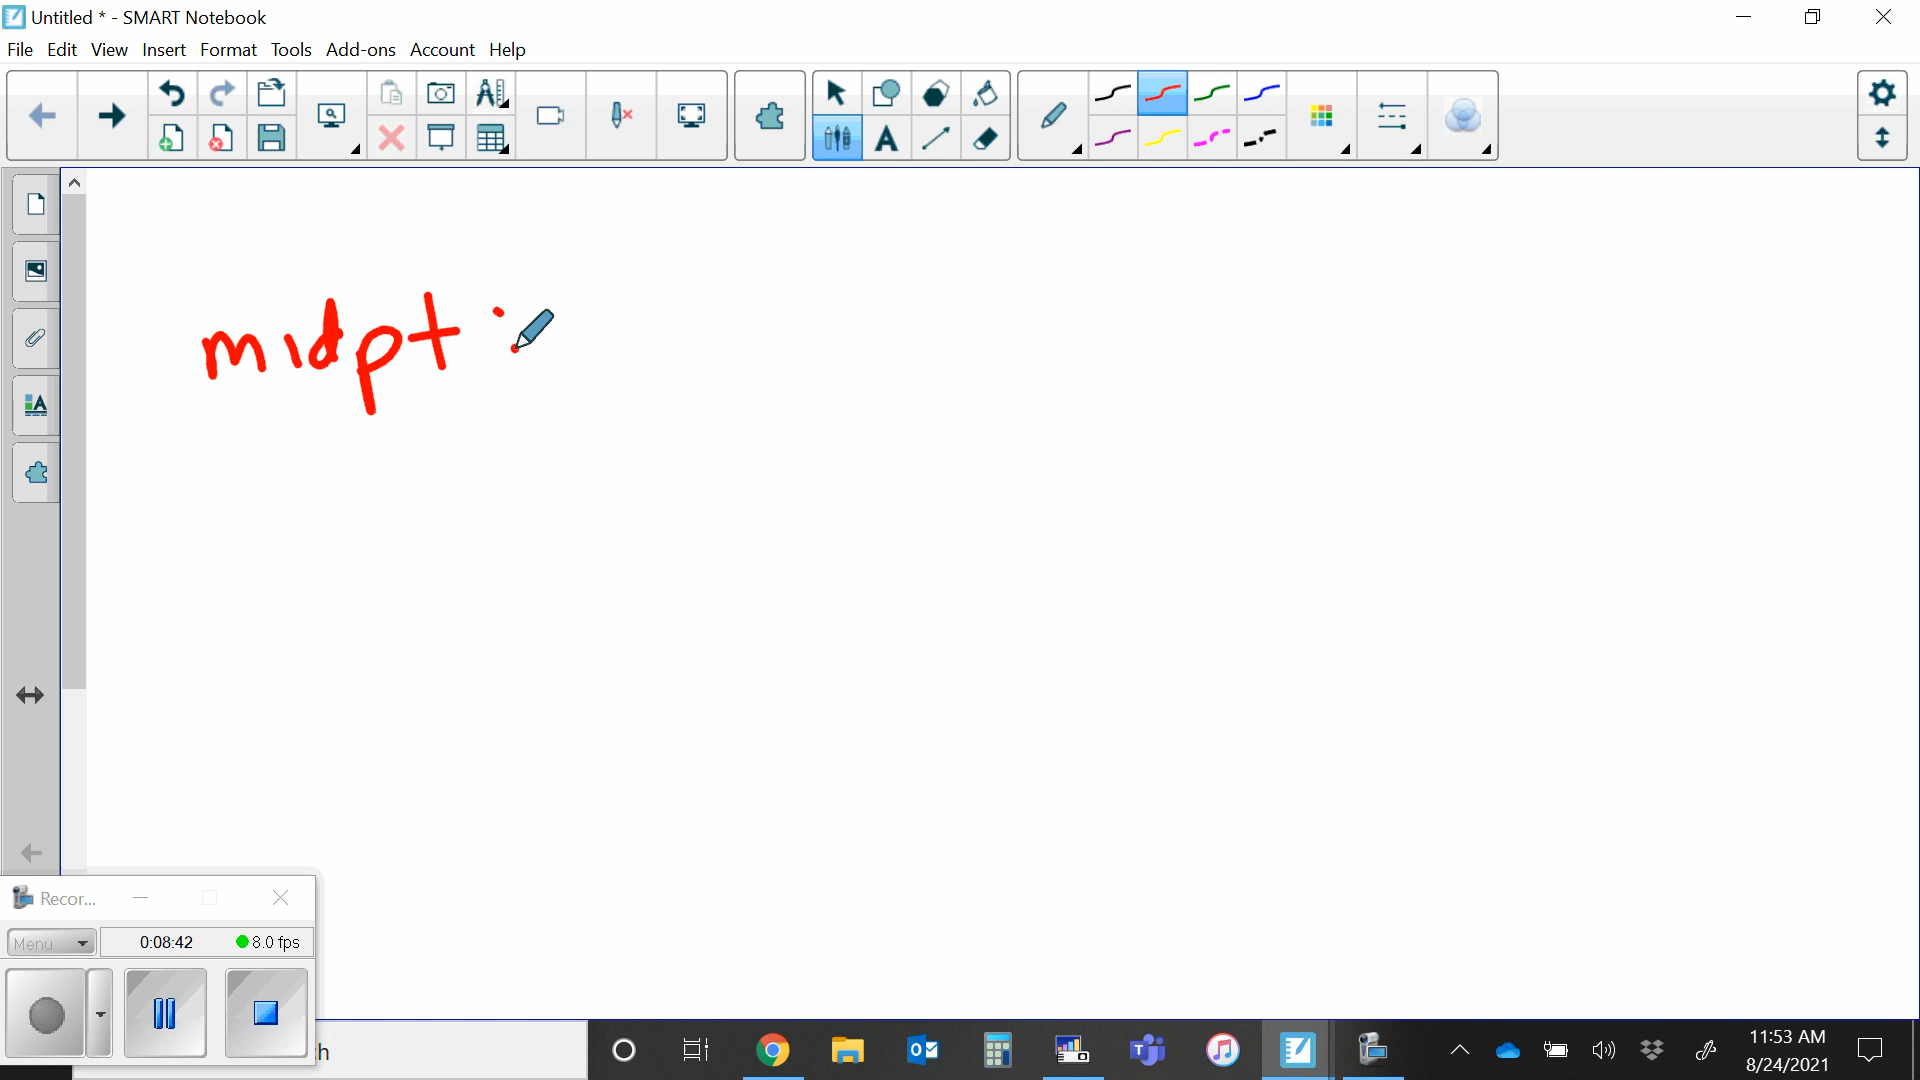 Untitled * - SMART Notebook
File Edit View Insert Format Tools Add-ons Account Help
midpt :
Recor...
Menu 0:08:42 8.0 fps
ch
11:53 AM
8/24/2021